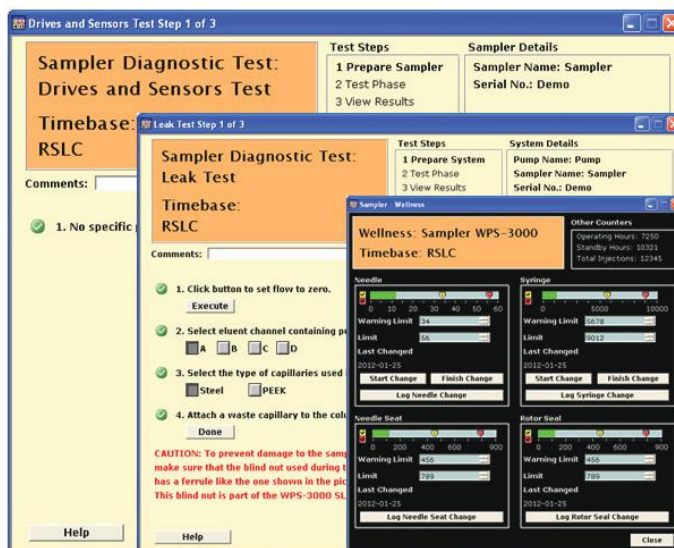 Drives and Sensors Test Step 1 of 3
Sampler Diagnostic Test:
Drives and Sensors Test
Timebase:
RSLC
Test Steps
1 Prepare Sampler
2 Test Phase
3 View Results
Sampler Details
Sampler Name: Sampler
Serial No.: Demo
Comments:
1. No specific
Help
Leak Test Step 1 of 3
Sampler Diagnostic Test:
Leak Test
Timebase:
RSLC
Test Steps
1 Prepare System
2 Test Phase
3 View Results
System Details
Pump Name: Pump
Sampler Name: Sampler
Serial No.: Demo
Comments:
1. Click button to set flow to zero.
Execute
2. Select eluent channel containing
A B C D
3. Select the type of capillaries used
Steel PEEK
4. Attach a waste capillary to the
Done
CAUTION: To prevent damage to the
make sure that the blind nut used during
has a ferrule like the one shown in the
This blind nut is part of the WPS-3000
Help
Sampler Wellness
Wellness: Sampler WPS-3000
Timebase: RSLC
Other Counters
Operating Hours: 7250
Standby Hours: 10321
Total Injections: 12345
Needle
0 10 20 30 40 50 60
Warning Limit 34
Limit 56
Last Changed
2012-01-25
Start Change Finish Change
Log Needle Change
Syringe
0 5000 10000
Warning Limit 5678
Limit 9012
Last Changed
2012-01-25
Start Change Finish Change
Log Syringe Change
Needle Seat
0 200 400 600 900
Warning Limit 456
Limit 789
Last Changed
2012-01-25
Log Needle Seat Change
Rotor Seal
0 200 400 600 900
Warning Limit 456
Limit 789
Last Changed
2012-01-25
Log Rotor Seal Change
Close